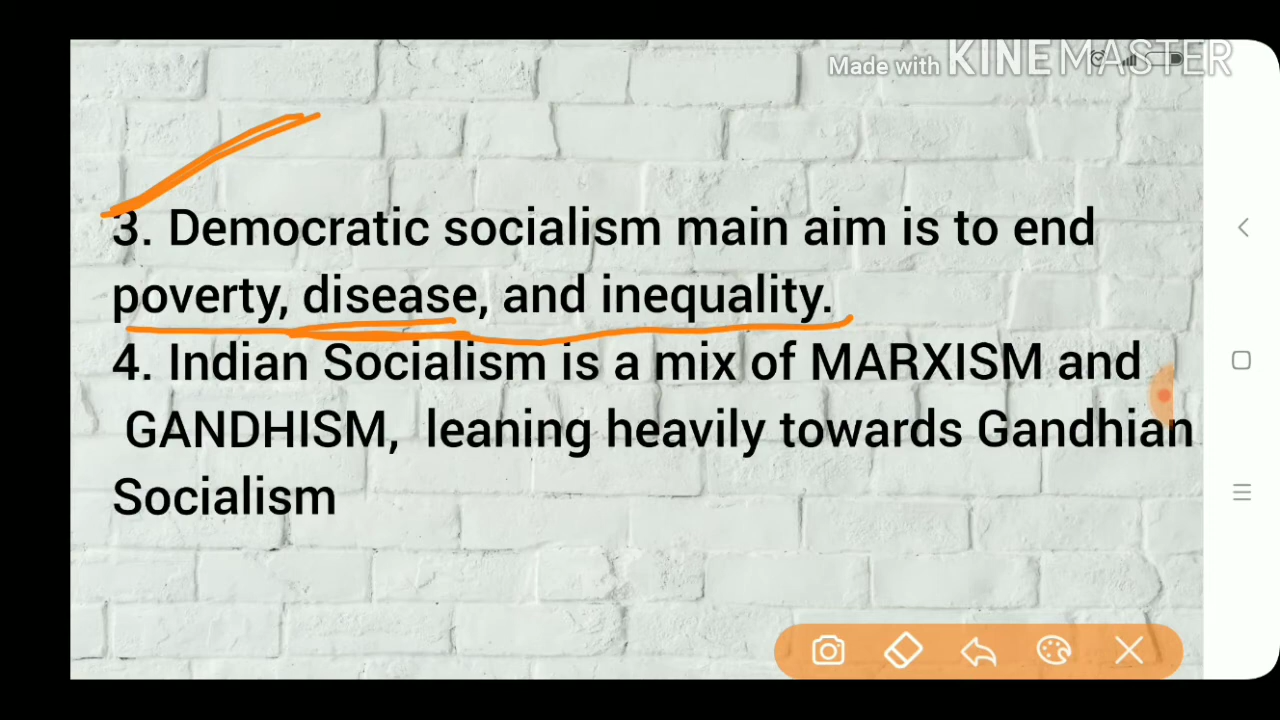 Made with KINEMASTER
3. Democratic socialism main aim is to end
poverty, disease, and inequality.
4. Indian Socialism is a mix of MARXISM and
GANDHISM, leaning heavily towards Gandhian
Socialism